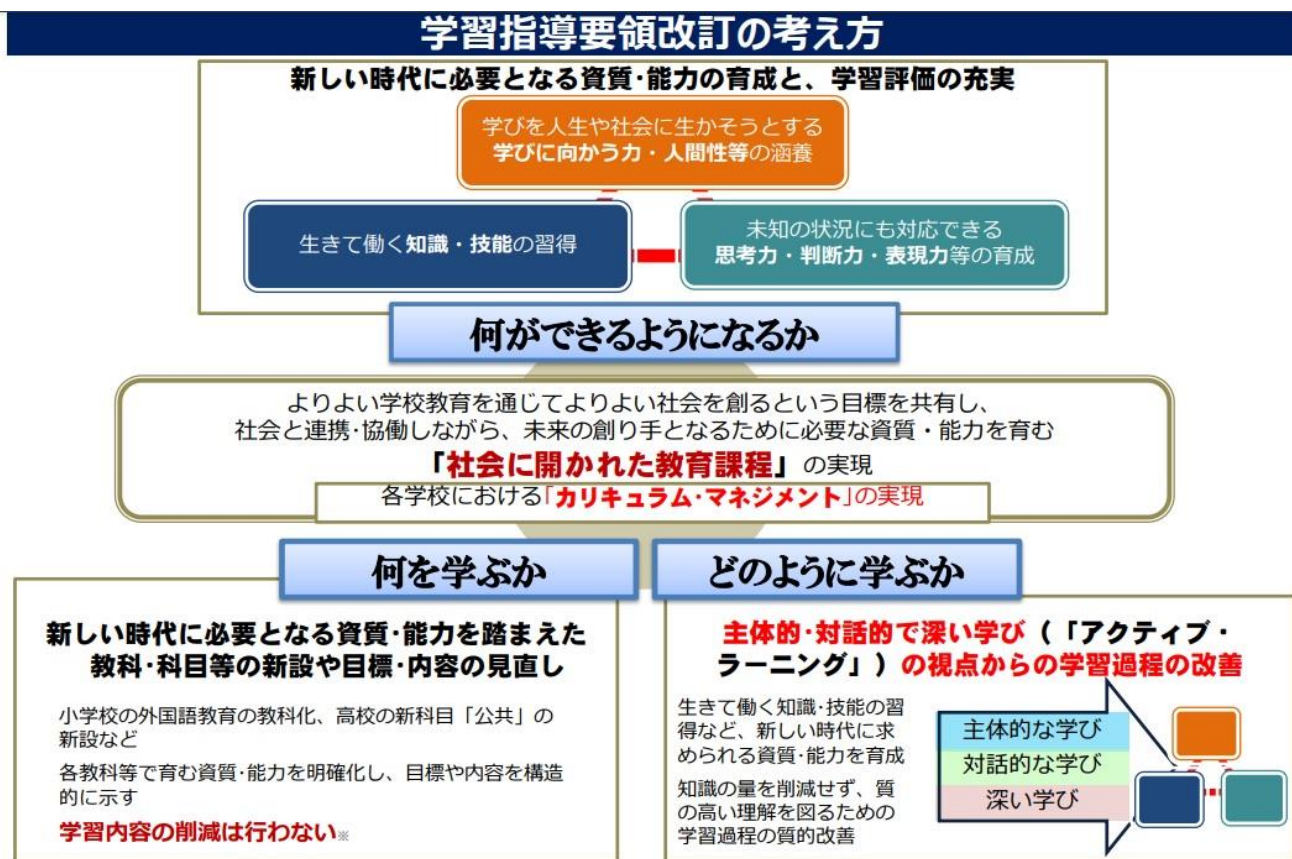 学習指導要領改訂の考え方
新しい時代に必要となる資質･能力の育成と、学習評価の充実
学びを人生や社会に生かそうとする
学びに向かう力・人間性等の涵養
生きて働く知識・技能の習得
未知の状況にも対応できる
思考力・判断力・表現力等の育成
何ができるようになるか
よりよい学校教育を通じてよりよい社会を創るという目標を共有し、
社会と連携･協働しながら、未来の創り手となるために必要な資質・能力を育む
「社会に開かれた教育課程」の実現
各学校における「カリキュラム･マネジメント」の実現
何を学ぶか
新しい時代に必要となる資質･能力を踏まえた
教科･科目等の新設や目標･内容の見直し
小学校の外国語教育の教科化、高校の新科目「公共」の
新設など
各教科等で育む資質･能力を明確化し、目標や内容を構造
的に示す
学習内容の削減は行わない※
どのように学ぶか
主体的･対話的で深い学び（「アクティブ・
ラーニング」）の視点からの学習過程の改善
生きて働く知識･技能の習
得など、新しい時代に求
められる資質･能力を育成
知識の量を削減せず、質
の高い理解を図るための
学習過程の質的改善
主体的な学び
対話的な学び
深い学び